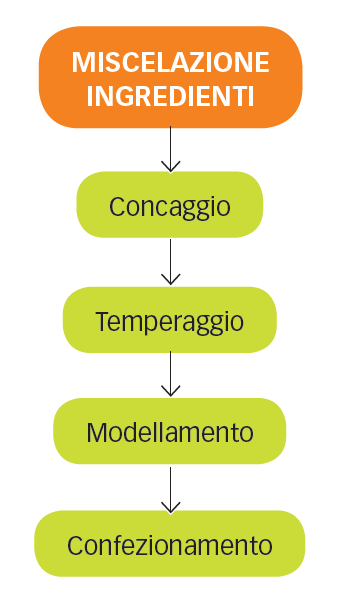 MISCELAZIONE
INGREDIENTI
Concaggio
Temperaggio
Modellamento
Confezionamento